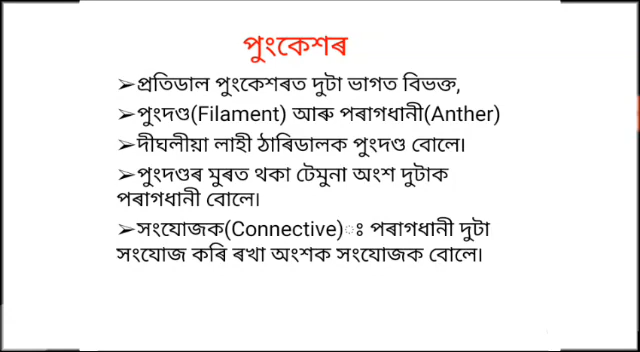 পুংকেশৰ
➢প্ৰতিডাল পুংকেশৰত দুটা ভাগত বিভক্ত,
➢পুংদণ্ড(Filament) আৰু পৰাগধানী(Anther)
➢দীঘলীয়া লাহী ঠাৰিডালক পুংদণ্ড বোলে।
➢পুংদণ্ডৰ মুৰত থকা টেমুনা অংশ দুটাক
পৰাগধানী বোলে।
➢সংযোজক(Connective)ঃ পৰাগধানী দুটা
সংযোজ কৰি ৰখা অংশক সংযোজক বোলে।